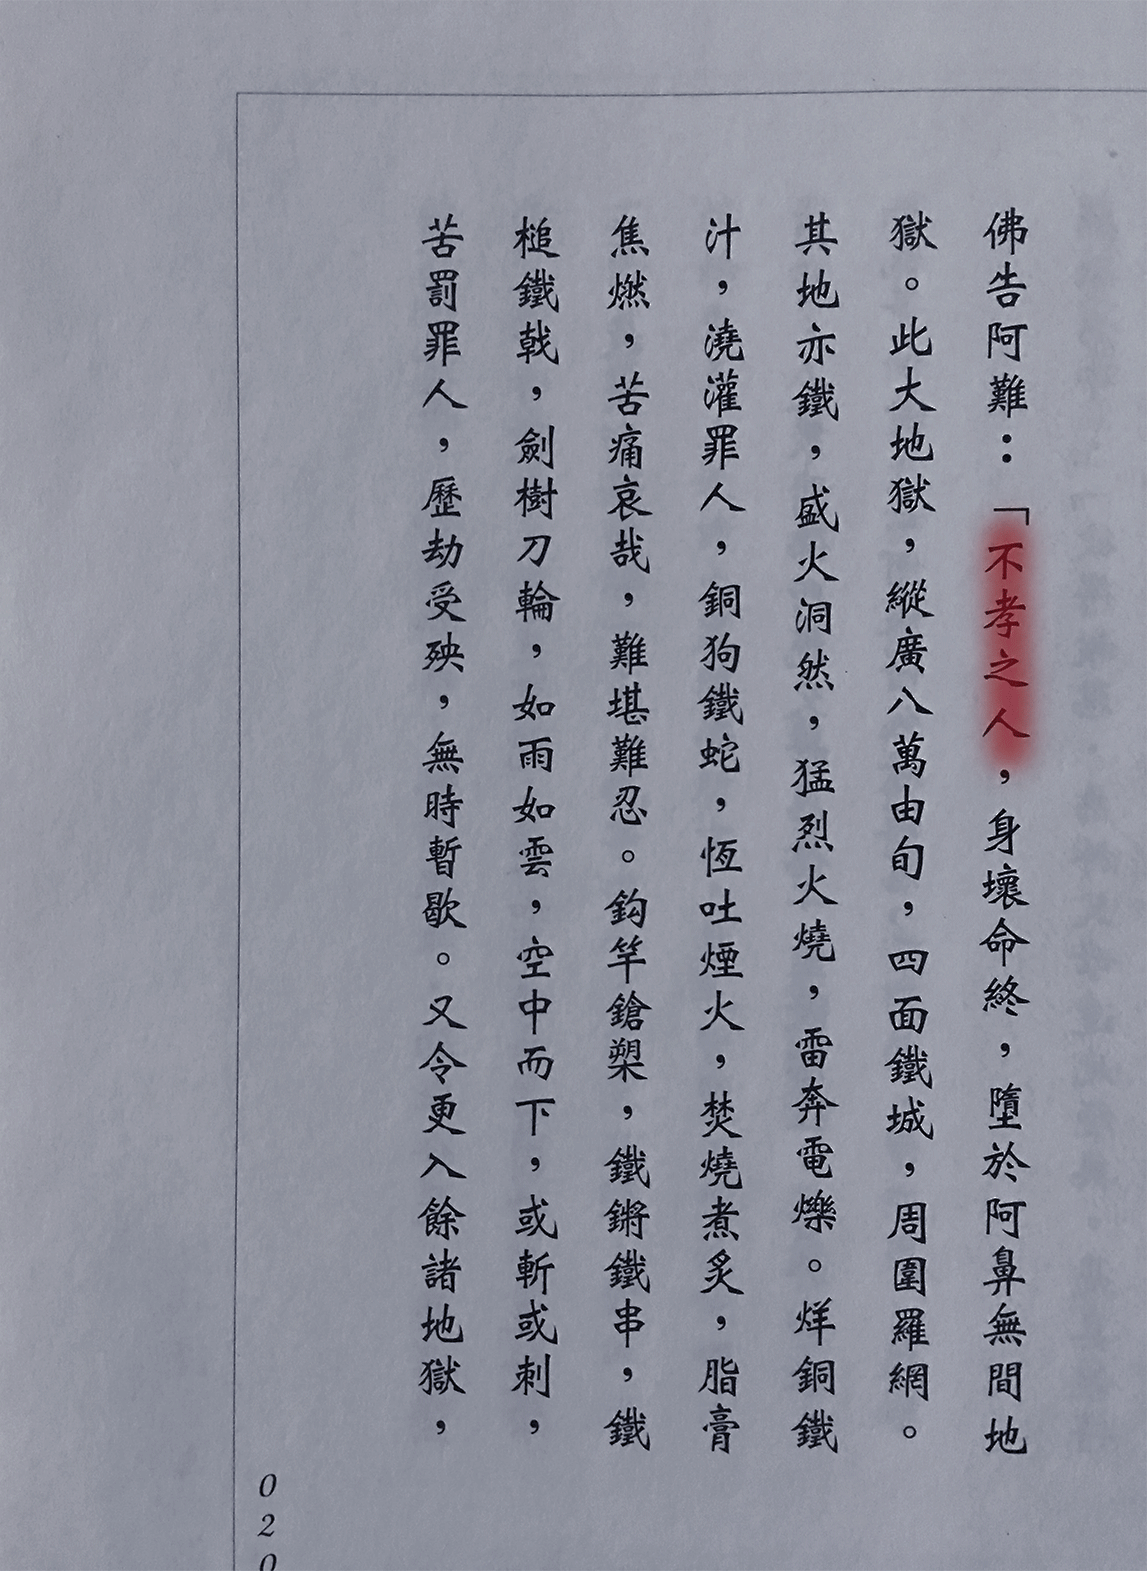 佛告阿難：「不孝之人，身壞命終，墮於阿鼻無間地
獄。此大地獄，縱廣八萬由旬，四面鐵城，周圍羅網。
其地亦鐵，盛火洞然，猛烈火燒，雷奔電爍。烊銅鐵
汁，澆灌罪人，銅狗鐵蛇，恆吐煙火，焚燒煮炙，脂膏
焦燃，苦痛哀哉，難堪難忍。鈎竿鎗槊，鐵鏘鐵串，鐵
槌鐵戟，劍樹刀輪，如雨如雲，空中而下，或斬或刺，
苦罰罪人，歷劫受殃，無時暫歇。又令更入餘諸地獄，
020